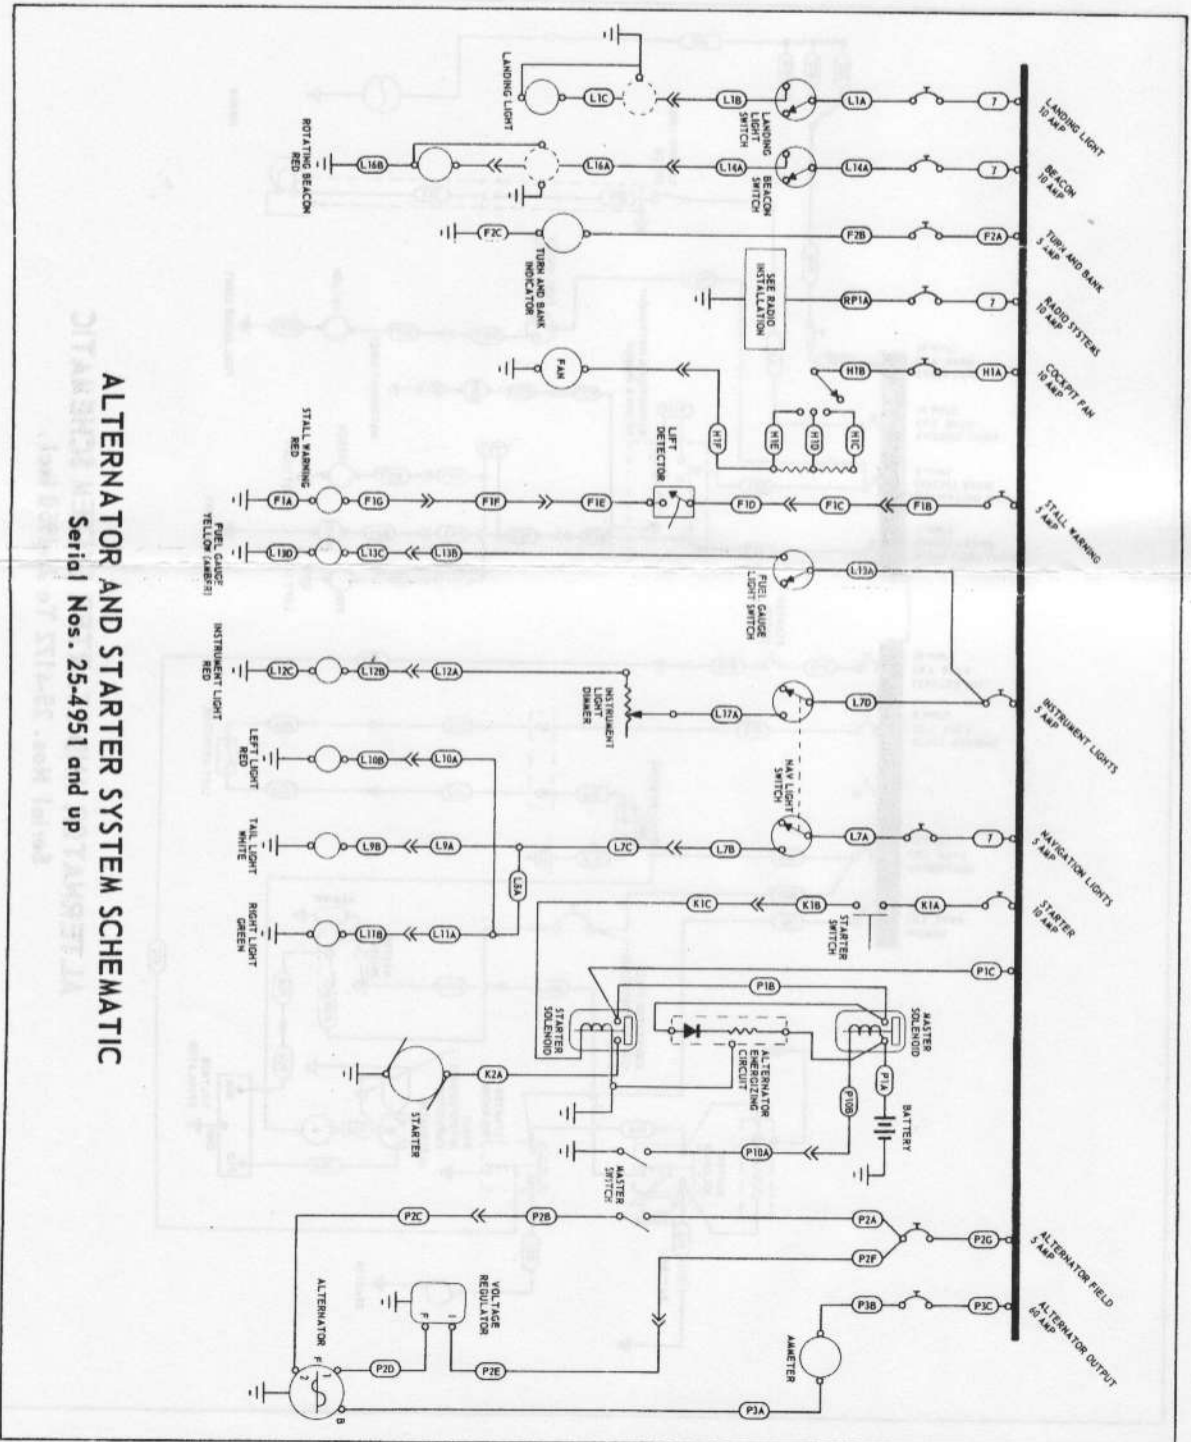 LANDING LIGHT
10 AMP
BEACON
10 AMP
TURN AND BANK
5 AMP
RADIO SYSTEMS
10 AMP
COCKPIT FAN
10 AMP
STALL WARNING
5 AMP
INSTRUMENT LIGHTS
5 AMP
NAVIGATION LIGHTS
5 AMP
STARTER
10 AMP
ALTERNATOR FIELD
5 AMP
ALTERNATOR OUTPUT
60 AMP
7
L1A
LANDING
LIGHT
SWITCH
L1B
L1C
LANDING LIGHT
7
L14A
BEACON
SWITCH
L14A
L16A
L16B
ROTATING BEACON
RED
F2A
F2B
TURN AND BANK
INDICATOR
F2C
7
RP1A
SEE RADIO
INSTALLATION
H1A
H1B
H1C
H1D
H1E
H1F
FAN
F1B
F1C
F1D
LIFT
DETECTOR
F1E
F1F
F1G
F1A
STALL WARNING
RED
L13A
FUEL GAUGE
LIGHT SWITCH
L13B
L13C
L13D
FUEL GAUGE
YELLOW (AMBER)
L7D
L17A
INSTRUMENT
LIGHT
DIMMER
L12A
L12B
L12C
INSTRUMENT LIGHT
RED
NAV LIGHT
SWITCH
7
L7A
L7B
L7C
L8A
L10A
L10B
LEFT LIGHT
RED
L9A
L9B
TAIL LIGHT
WHITE
L11A
L11B
RIGHT LIGHT
GREEN
K1A
STARTER
SWITCH
K1B
K1C
P1C
P1B
MASTER
SOLENOID
STARTER
SOLENOID
ALTERNATOR
ENERGIZING
CIRCUIT
P1A
BATTERY
P10B
P10A
MASTER
SWITCH
K2A
STARTER
P2G
P2A
P2F
P2B
P2C
P3C
P3B
AMMETER
P3A
VOLTAGE
REGULATOR
I
F
P2E
P2D
ALTERNATOR
F
1
2
B
ALTERNATOR AND STARTER SYSTEM SCHEMATIC
Serial Nos. 25-4951 and up